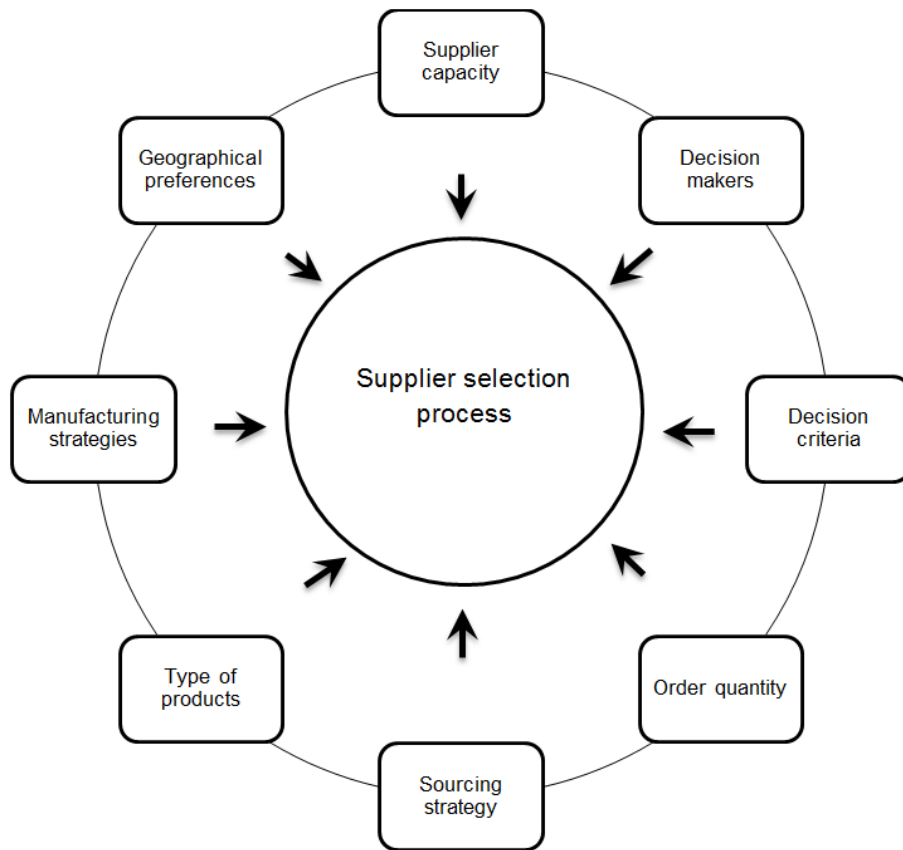 Supplier
capacity
Decision
makers
Decision
criteria
Order quantity
Sourcing
strategy
Type of
products
Manufacturing
strategies
Geographical
preferences
Supplier selection
process